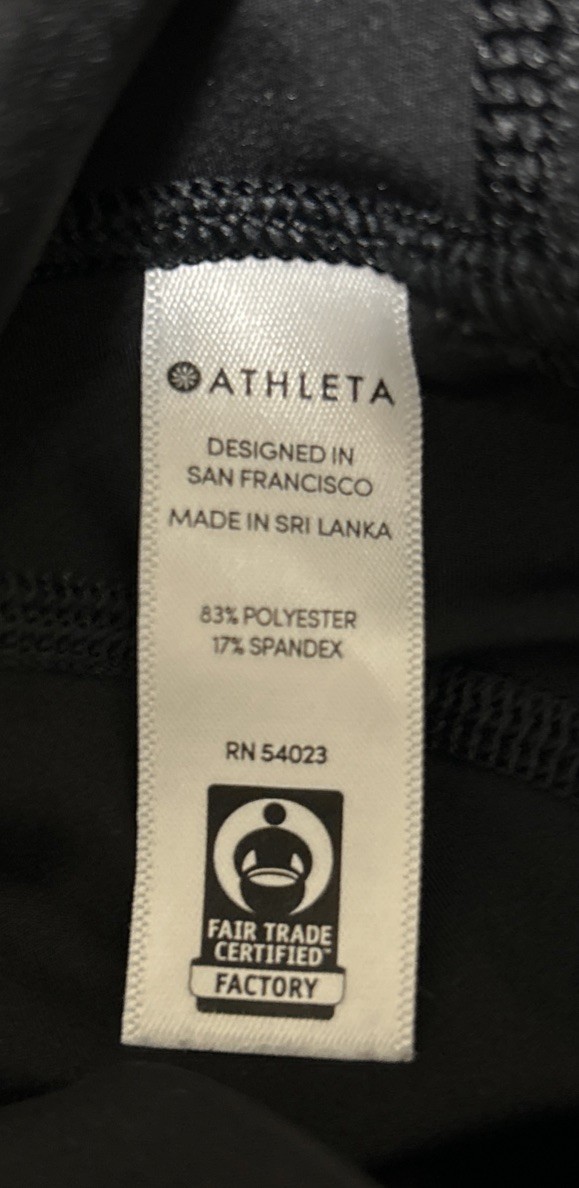 ATHLETA
DESIGNED IN
SAN FRANCISCO
MADE IN SRI LANKA
83% POLYESTER
17% SPANDEX
RN 54023
FAIR TRADE
CERTIFIED™
FACTORY